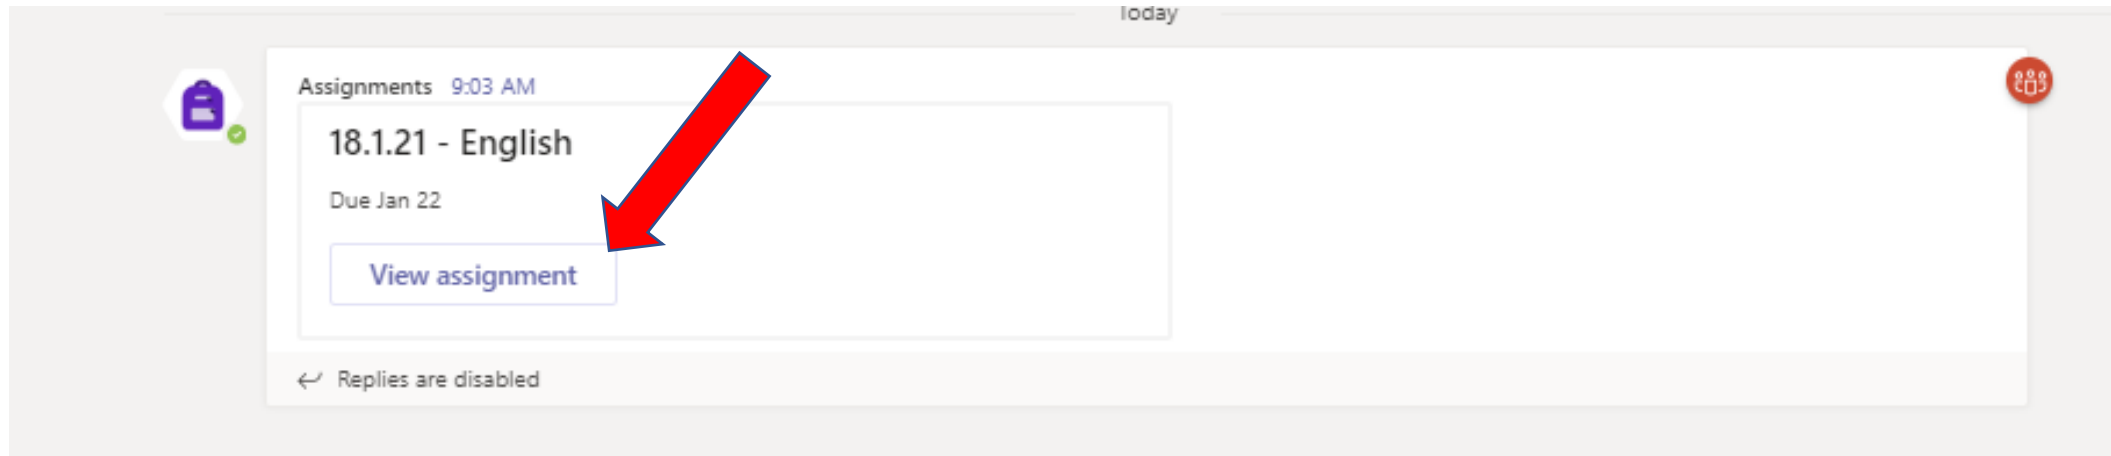 Today
Assignments 9:03 AM
18.1.21 - English
Due Jan 22
View assignment
Replies are disabled